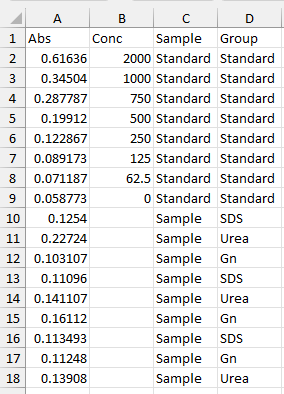 A B C D
1 Abs Conc Sample Group
2 0.61636 2000 Standard Standard
3 0.34504 1000 Standard Standard
4 0.287787 750 Standard Standard
5 0.19912 500 Standard Standard
6 0.122867 250 Standard Standard
7 0.089173 125 Standard Standard
8 0.071187 62.5 Standard Standard
9 0.058773 0 Standard Standard
10 0.1254 Sample SDS
11 0.22724 Sample Urea
12 0.103107 Sample Gn
13 0.11096 Sample SDS
14 0.141107 Sample Urea
15 0.16112 Sample Gn
16 0.113493 Sample SDS
17 0.11248 Sample Gn
18 0.13908 Sample Urea